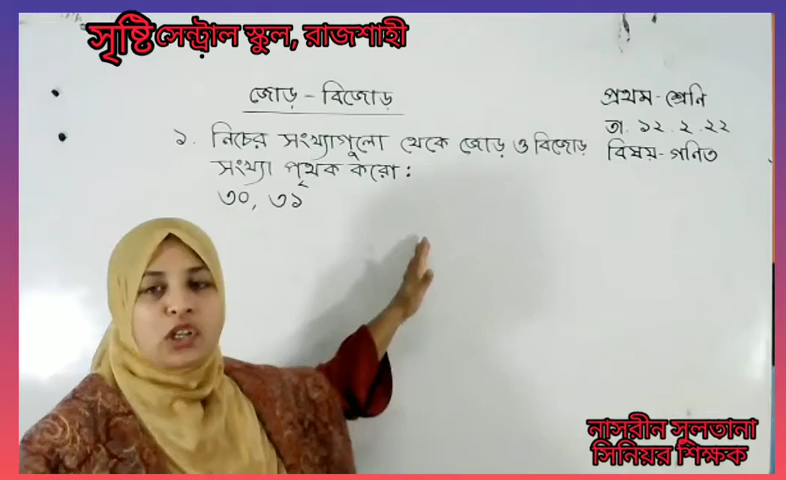 সৃষ্টি সেন্ট্রাল স্কুল, রাজশাহী
জোড় - বিজোড়
প্রথম - শ্রেনি
তা. ১২. ২. ২২
বিষয় - গনিত
১. নিচের সংখ্যাগুলো থেকে জোড় ও বিজোড়
সংখ্যা পৃথক করো :
৩০, ৩১
নাসরীন সুলতানা
সিনিয়র শিক্ষক